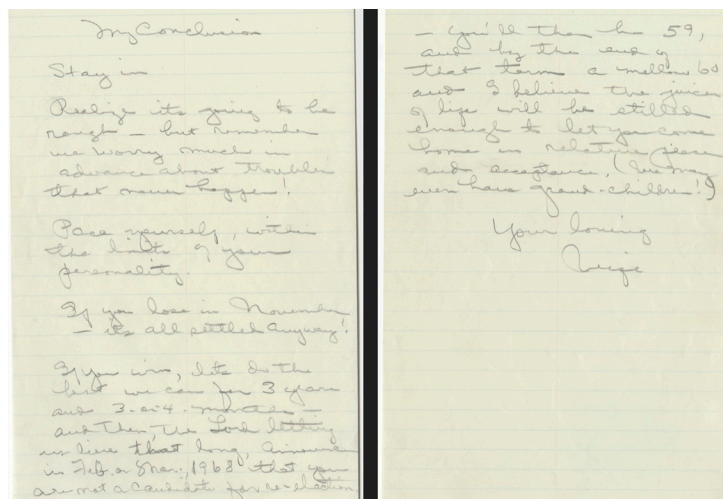 My Conclusion
Stay in
Realize its going to be
rough - but remember
we worry much in
advance about troubles
that never happen!
Pace yourself, within
the limits of your
personality.
If you lose in November
- its all settled anyway!
If you win, lets do the
best we can for 3 years
and 3 or 4 months -
and then, the Lord letting
us live that long, announce
in Feb. or Mar., 1968 that you
are not a candidate for re-election
- You'll then be 59,
and by the end of
that term a mellow 60
and I believe the juices
of life will be stilled
enough to let you come
home in relative peace
and acceptance. (We may
even have grand-children!)
Your loving
wife